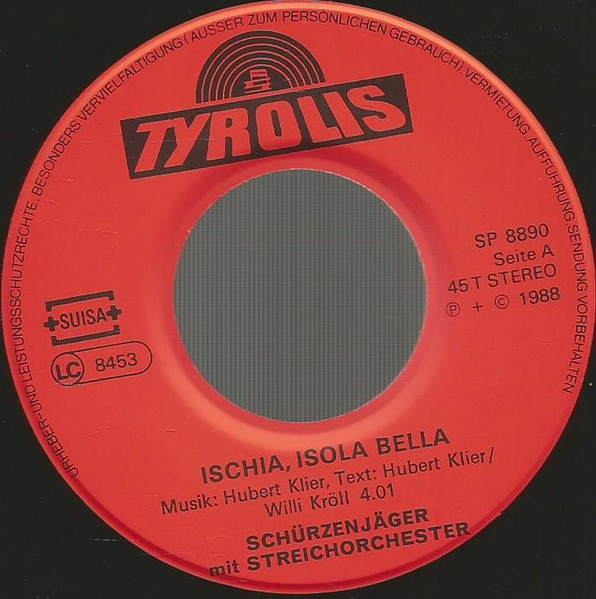 URHEBER-UND LEISTUNGSSCHUTZRECHTE, BESONDERS VERVIELFÄLTIGUNG (AUSSER ZUM PERSÖNLICHEN GEBRAUCH), VERMIETUNG, AUFFÜHRUNG, SENDUNG VORBEHALTEN
TYROLIS
SP 8890
Seite A
45 T STEREO
℗ + © 1988
SUISA
LC 8453
ISCHIA, ISOLA BELLA
Musik: Hubert Klier, Text: Hubert Klier/
Willi Kröll 4.01
SCHÜRZENJÄGER
mit STREICHORCHESTER